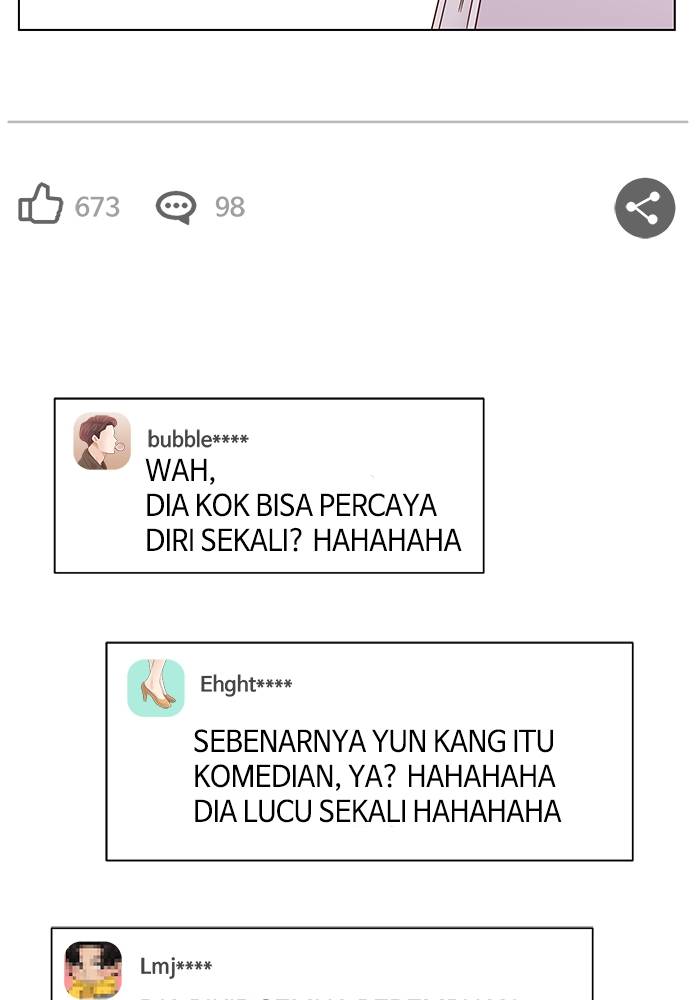 673 98
bubble****
WAH,
DIA KOK BISA PERCAYA
DIRI SEKALI? HAHAHAHA
Ehght****
SEBENARNYA YUN KANG ITU
KOMEDIAN, YA? HAHAHAHA
DIA LUCU SEKALI HAHAHAHA
Lmj****